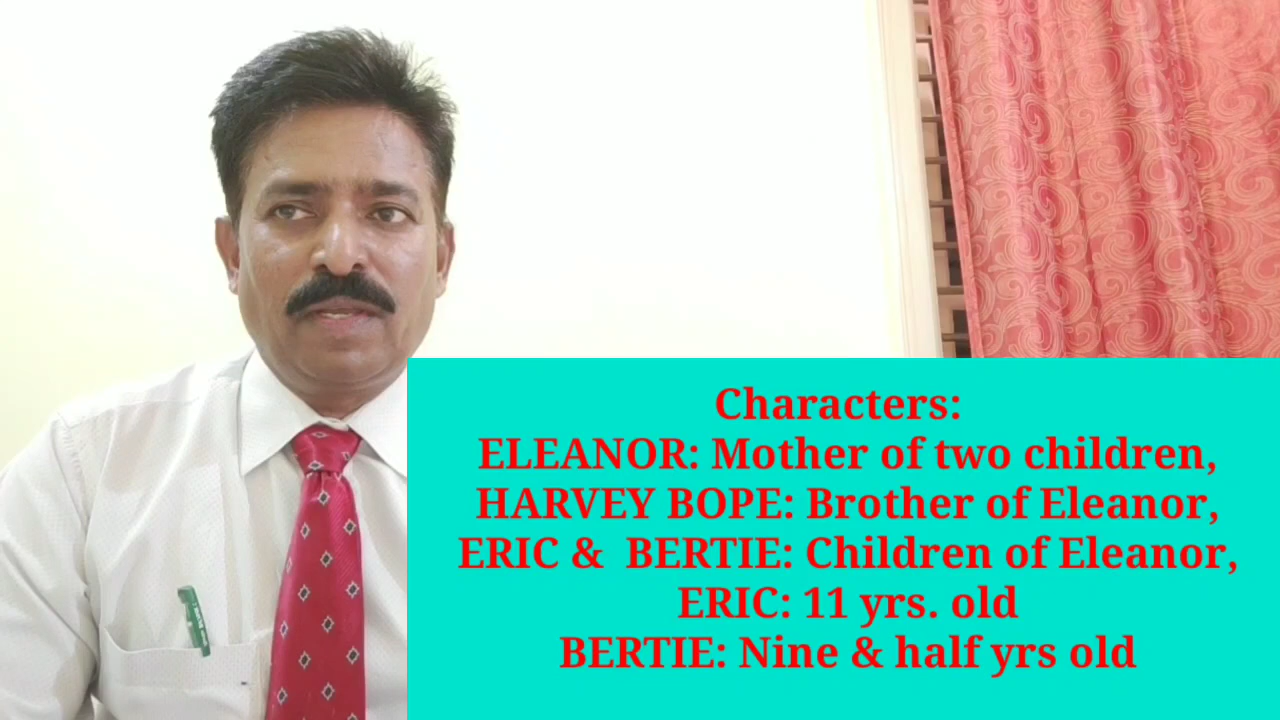 Characters:
ELEANOR: Mother of two children,
HARVEY BOPE: Brother of Eleanor,
ERIC & BERTIE: Children of Eleanor,
ERIC: 11 yrs. old
BERTIE: Nine & half yrs old